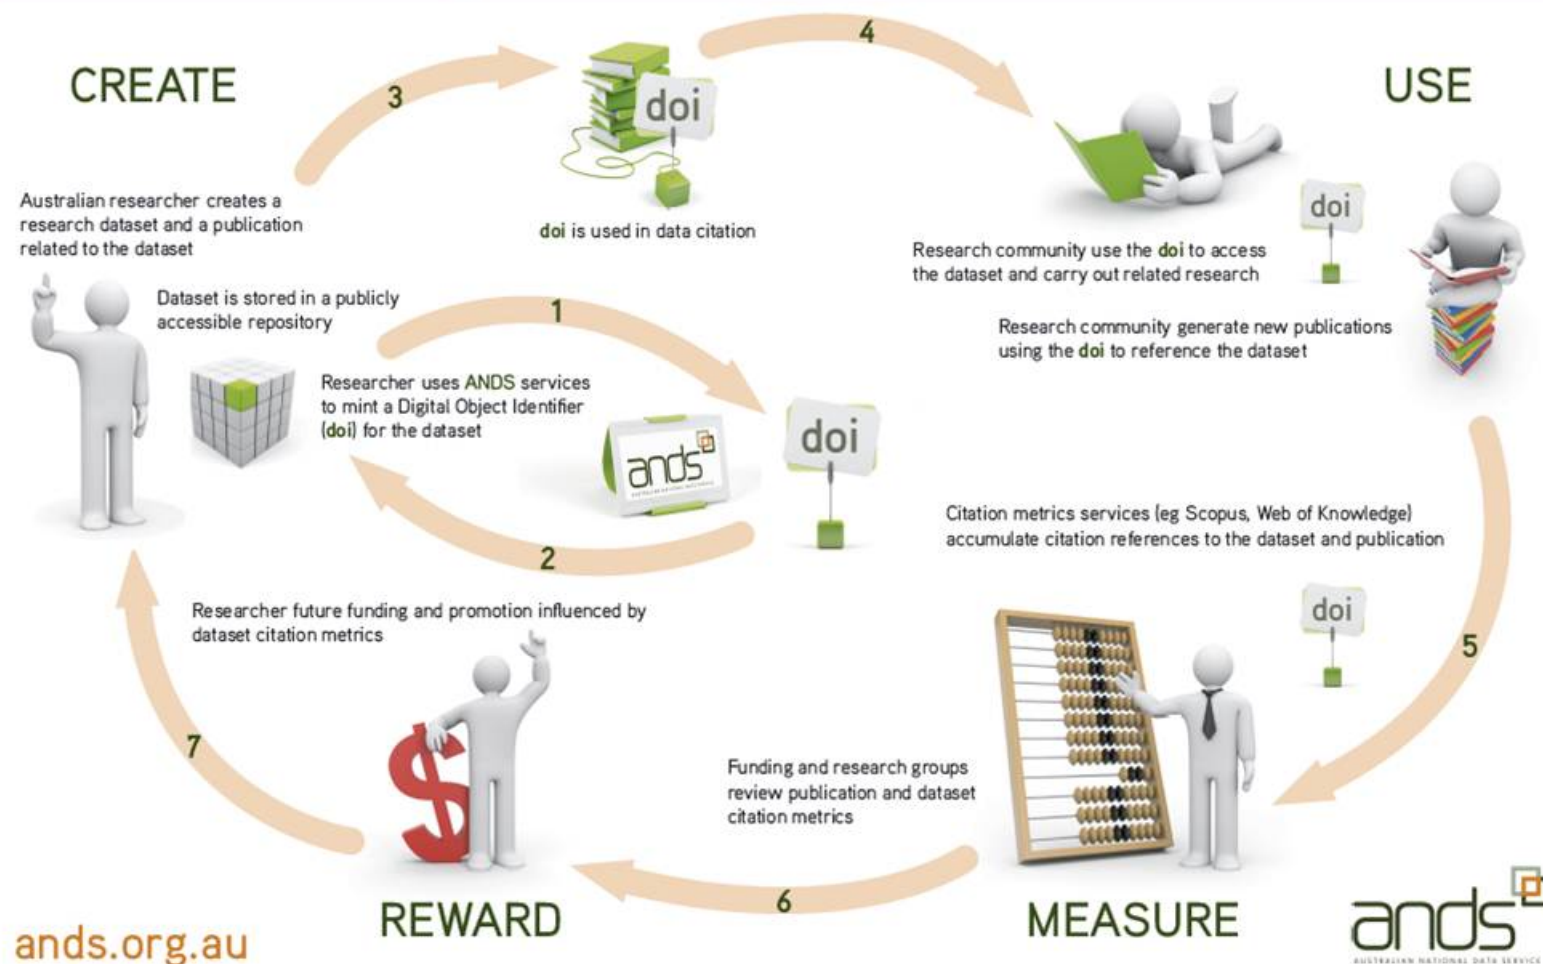 CREATE
3
doi
doi is used in data citation
4
USE
Australian researcher creates a
research dataset and a publication
related to the dataset
Dataset is stored in a publicly
accessible repository
Researcher uses ANDS services
to mint a Digital Object Identifier
(doi) for the dataset
1
ands
doi
2
Research community use the doi to access
the dataset and carry out related research
doi
Research community generate new publications
using the doi to reference the dataset
Citation metrics services (eg Scopus, Web of Knowledge)
accumulate citation references to the dataset and publication
doi
5
Researcher future funding and promotion influenced by
dataset citation metrics
7
Funding and research groups
review publication and dataset
citation metrics
6
REWARD
MEASURE
ands.org.au
ands
AUSTRALIAN NATIONAL DATA SERVICE